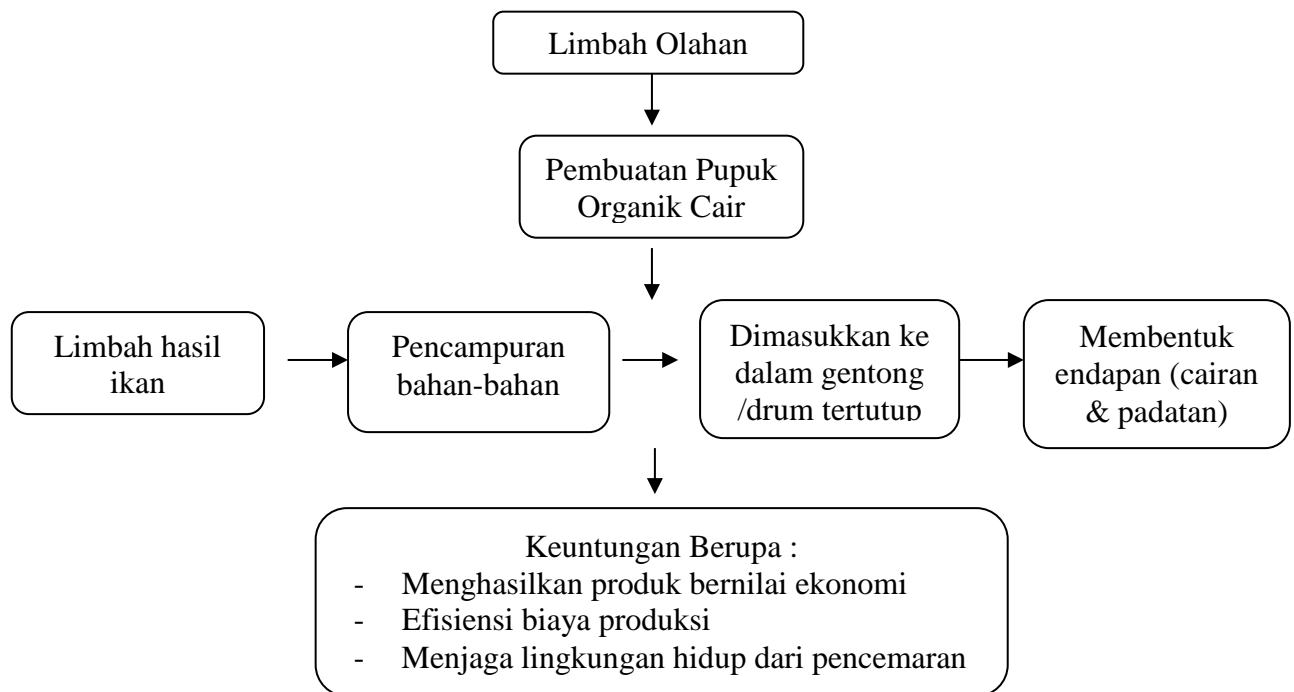 Limbah Olahan
Pembuatan Pupuk
Organik Cair
Limbah hasil
ikan
Pencampuran
bahan-bahan
Dimasukkan ke
dalam gentong
/drum tertutup
Membentuk
endapan (cairan
& padatan)
Keuntungan Berupa :
- Menghasilkan produk bernilai ekonomi
- Efisiensi biaya produksi
- Menjaga lingkungan hidup dari pencemaran